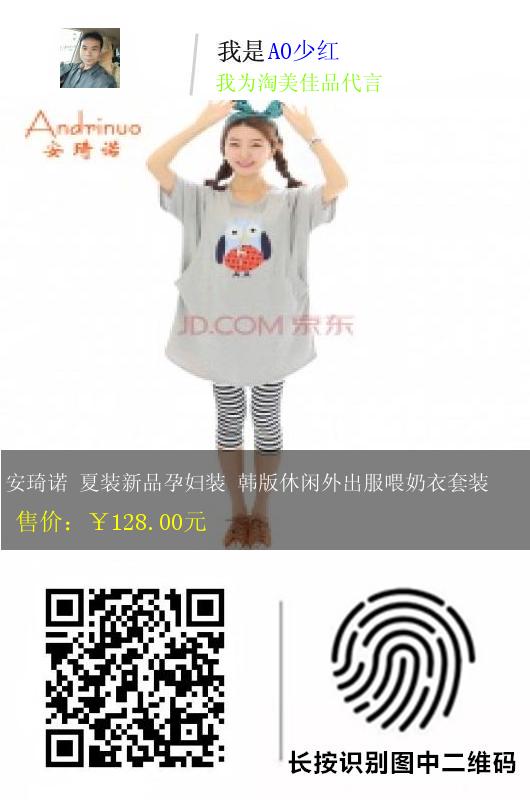 我是AO少红
我为淘美佳品代言
Andrinuo
安琦诺
JD.COM 京东
安琦诺 夏装新品孕妇装 韩版休闲外出服喂奶衣套装
售价：￥128.00元
长按识别图中二维码